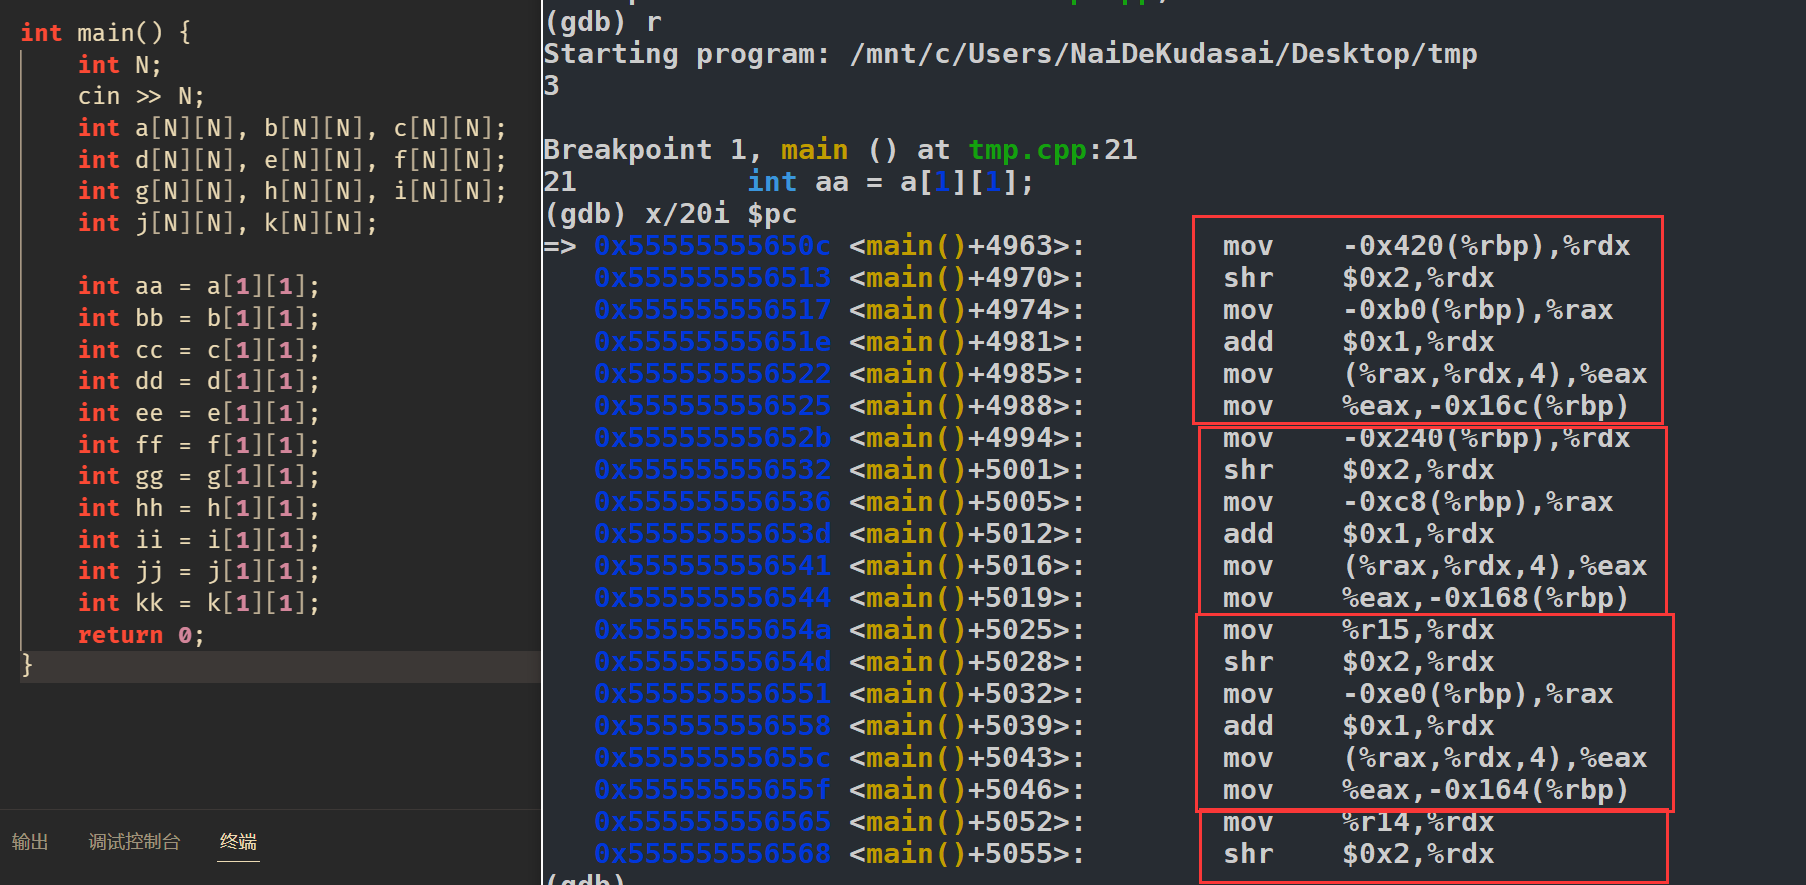 int main() {
int N;
cin >> N;
int a[N][N], b[N][N], c[N][N];
int d[N][N], e[N][N], f[N][N];
int g[N][N], h[N][N], i[N][N];
int j[N][N], k[N][N];
int aa = a[1][1];
int bb = b[1][1];
int cc = c[1][1];
int dd = d[1][1];
int ee = e[1][1];
int ff = f[1][1];
int gg = g[1][1];
int hh = h[1][1];
int ii = i[1][1];
int jj = j[1][1];
int kk = k[1][1];
return 0;
}
输出 调试控制台 终端
(gdb) r
Starting program: /mnt/c/Users/NaiDeKudasai/Desktop/tmp
3
Breakpoint 1, main () at tmp.cpp:21
21 int aa = a[1][1];
(gdb) x/20i $pc
=> 0x55555555650c <main()+4963>: mov -0x420(%rbp),%rdx
0x555555556513 <main()+4970>: shr $0x2,%rdx
0x555555556517 <main()+4974>: mov -0xb0(%rbp),%rax
0x55555555651e <main()+4981>: add $0x1,%rdx
0x555555556522 <main()+4985>: mov (%rax,%rdx,4),%eax
0x555555556525 <main()+4988>: mov %eax,-0x16c(%rbp)
0x55555555652b <main()+4994>: mov -0x240(%rbp),%rdx
0x555555556532 <main()+5001>: shr $0x2,%rdx
0x555555556536 <main()+5005>: mov -0xc8(%rbp),%rax
0x55555555653d <main()+5012>: add $0x1,%rdx
0x555555556541 <main()+5016>: mov (%rax,%rdx,4),%eax
0x555555556544 <main()+5019>: mov %eax,-0x168(%rbp)
0x55555555654a <main()+5025>: mov %r15,%rdx
0x55555555654d <main()+5028>: shr $0x2,%rdx
0x555555556551 <main()+5032>: mov -0xe0(%rbp),%rax
0x555555556558 <main()+5039>: add $0x1,%rdx
0x55555555655c <main()+5043>: mov (%rax,%rdx,4),%eax
0x55555555655f <main()+5046>: mov %eax,-0x164(%rbp)
0x555555556565 <main()+5052>: mov %r14,%rdx
0x555555556568 <main()+5055>: shr $0x2,%rdx
(gdb)